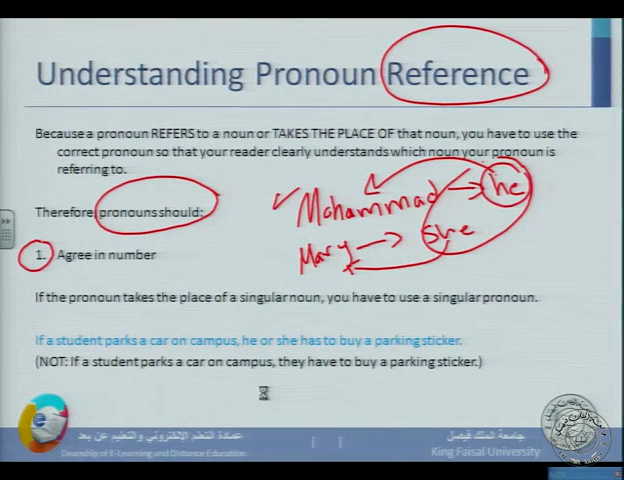 Understanding Pronoun Reference
Because a pronoun REFERS to a noun or TAKES THE PLACE OF that noun, you have to use the
correct pronoun so that your reader clearly understands which noun your pronoun is
referring to.
Mohammad → he
Therefore, pronouns should:
Mary → she
1. Agree in number
If the pronoun takes the place of a singular noun, you have to use a singular pronoun.
If a student parks a car on campus, he or she has to buy a parking sticker.
(NOT: If a student parks a car on campus, they have to buy a parking sticker.)
e
عمادة التعلم الإلكتروني والتعليم عن بعد
[ ]
جامعة الملك فيصل
Deanship of E-Learning and Distance Education
King Faisal University